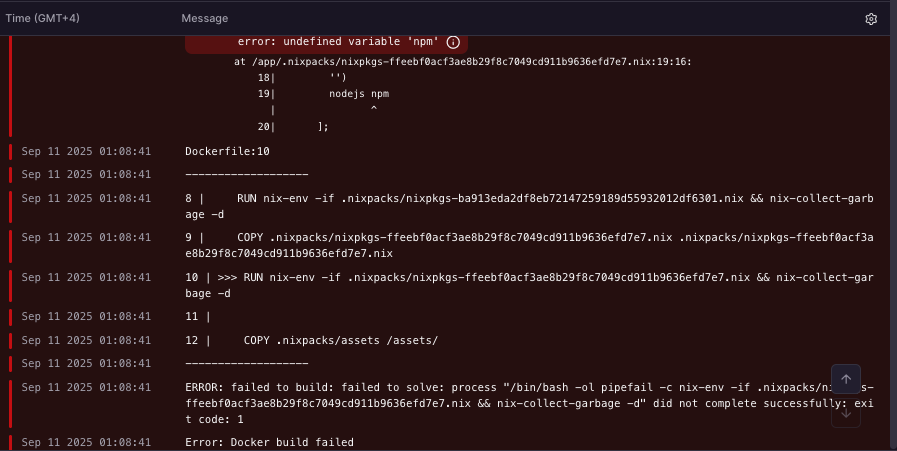 Time (GMT+4) Message
error: undefined variable 'npm'
at /app/.nixpacks/nixpkgs-ffeebf0acf3ae8b29f8c7049cd911b9636efd7e7.nix:19:16:
18| '')
19| nodejs npm
| ^
20| ];
Sep 11 2025 01:08:41 Dockerfile:10
Sep 11 2025 01:08:41 -------------------
Sep 11 2025 01:08:41 8 | RUN nix-env -if .nixpacks/nixpkgs-ba913eda2df8eb72147259189d55932012df6301.nix && nix-collect-garb
age -d
Sep 11 2025 01:08:41 9 | COPY .nixpacks/nixpkgs-ffeebf0acf3ae8b29f8c7049cd911b9636efd7e7.nix .nixpacks/nixpkgs-ffeebf0acf3a
e8b29f8c7049cd911b9636efd7e7.nix
Sep 11 2025 01:08:41 10 | >>> RUN nix-env -if .nixpacks/nixpkgs-ffeebf0acf3ae8b29f8c7049cd911b9636efd7e7.nix && nix-collect-gar
bage -d
Sep 11 2025 01:08:41 11 |
Sep 11 2025 01:08:41 12 | COPY .nixpacks/assets /assets/
Sep 11 2025 01:08:41 -------------------
Sep 11 2025 01:08:41 ERROR: failed to build: failed to solve: process "/bin/bash -ol pipefail -c nix-env -if .nixpacks/ s-
ffeebf0acf3ae8b29f8c7049cd911b9636efd7e7.nix && nix-collect-garbage -d" did not complete successfully: exi
t code: 1
Sep 11 2025 01:08:41 Error: Docker build failed